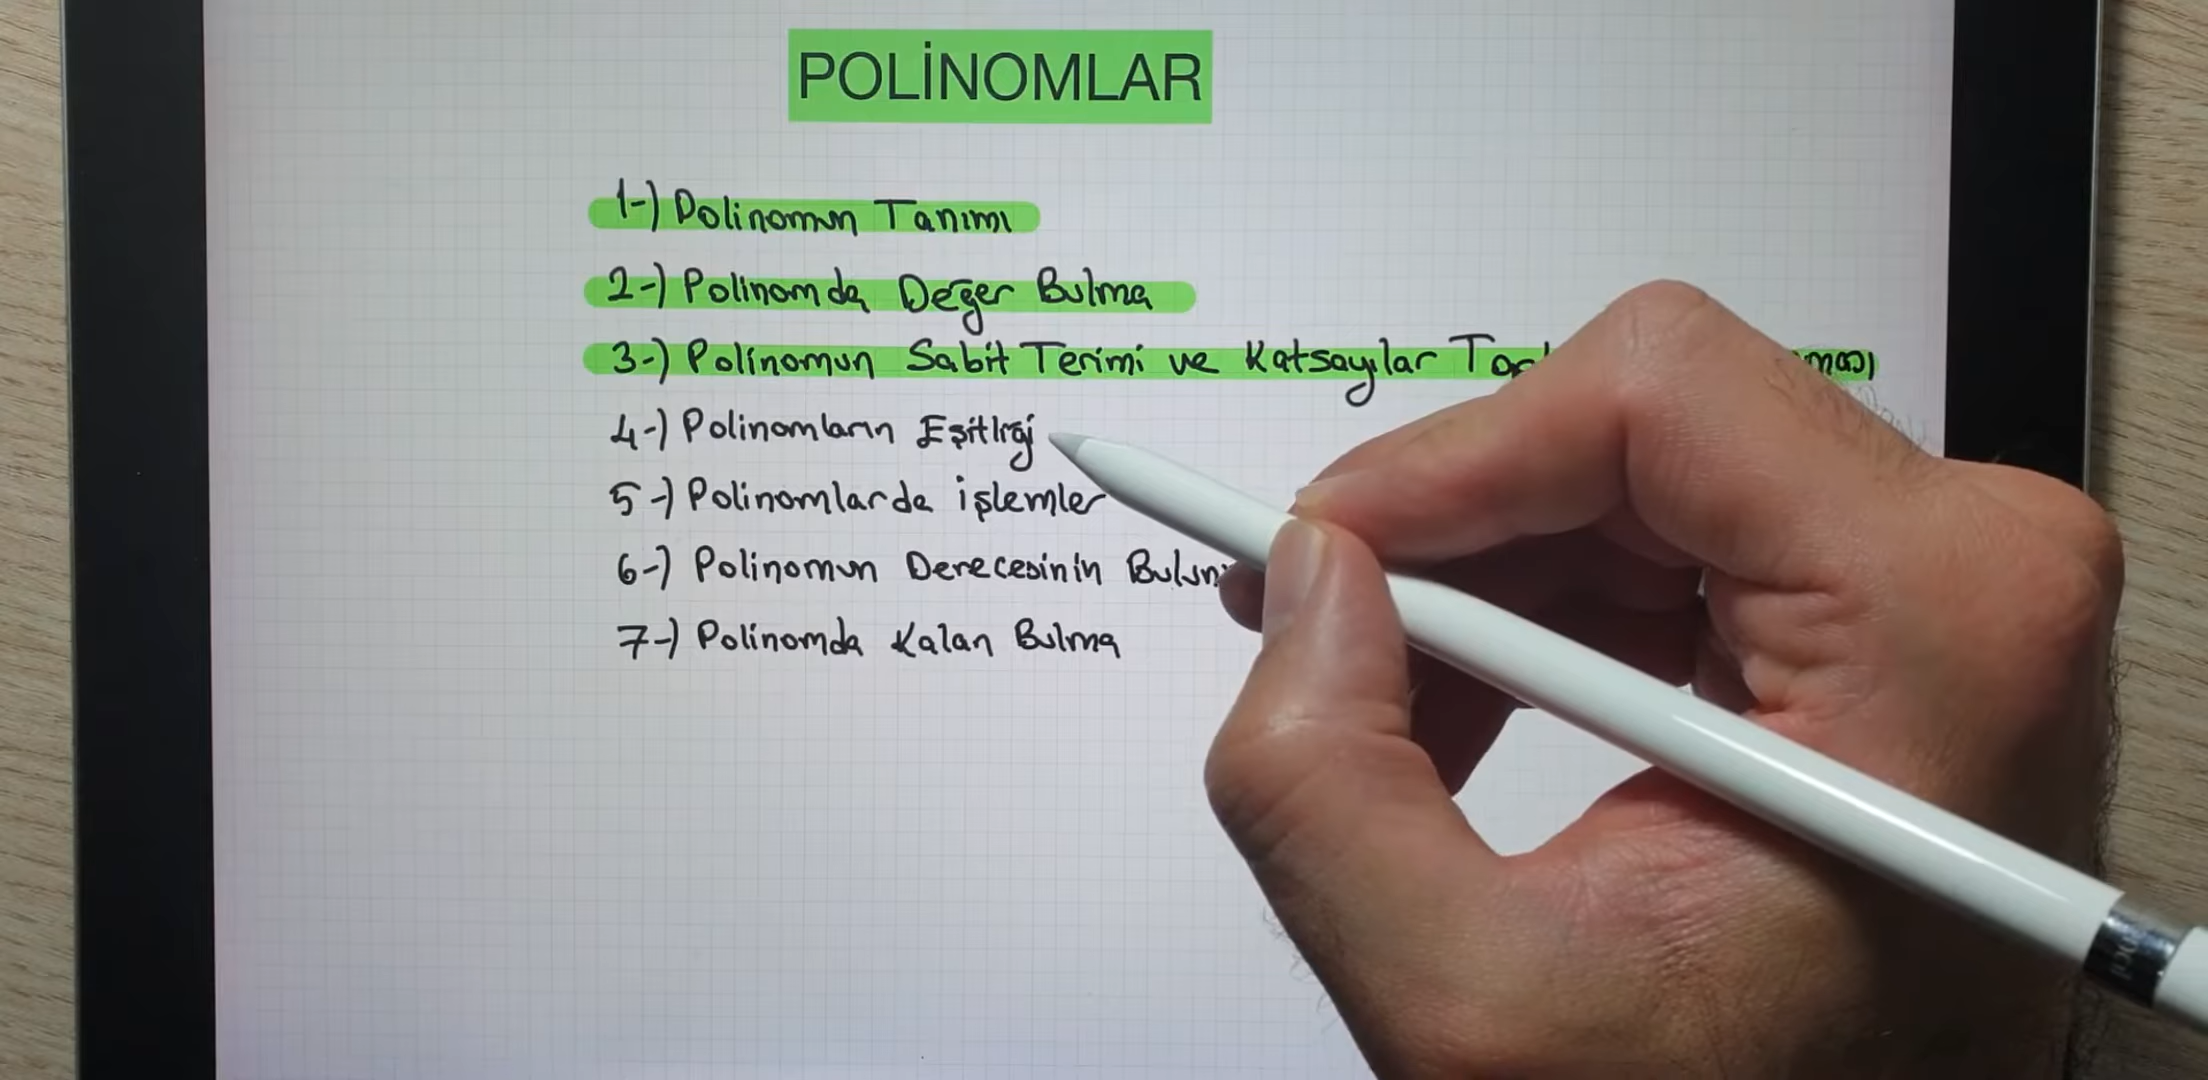 POLİNOMLAR
1-) Polinomun Tanımı
2-) Polinomda Değer Bulma
3-) Polinomun Sabit Terimi ve Katsayılar
4-) Polinomların Eşitliği
5-) Polinomlarda işlemler
6-) Polinomun Derecesinin
7-) Polinomda Kalan Bulma